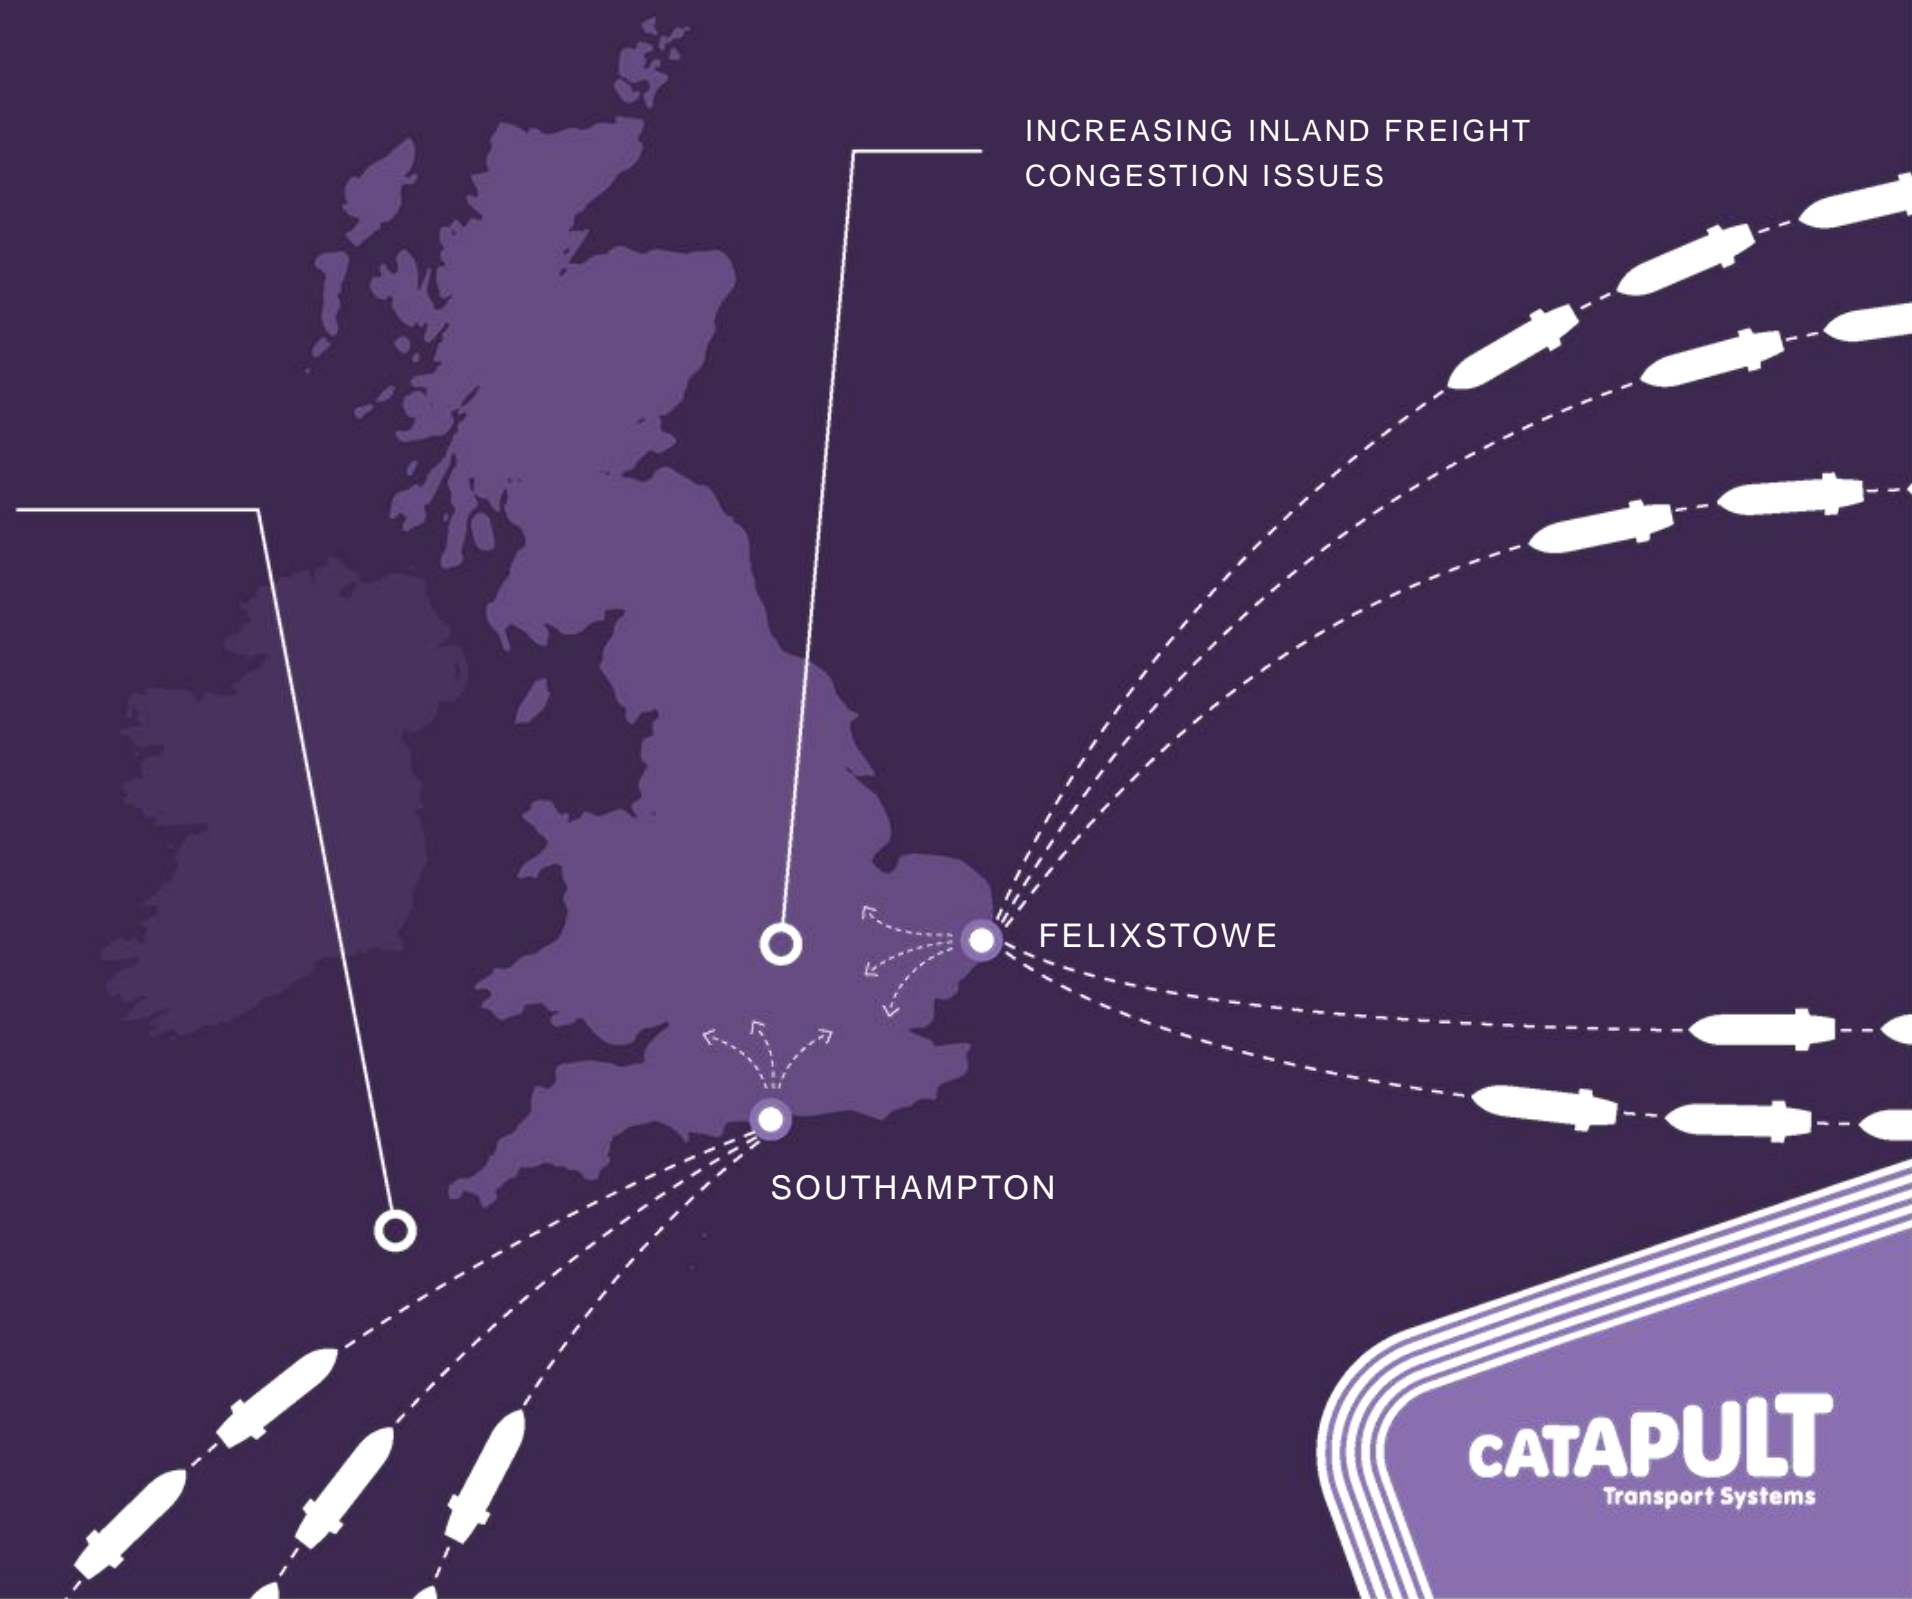 INCREASING INLAND FREIGHT
CONGESTION ISSUES
FELIXSTOWE
SOUTHAMPTON
CATAPULT
Transport Systems